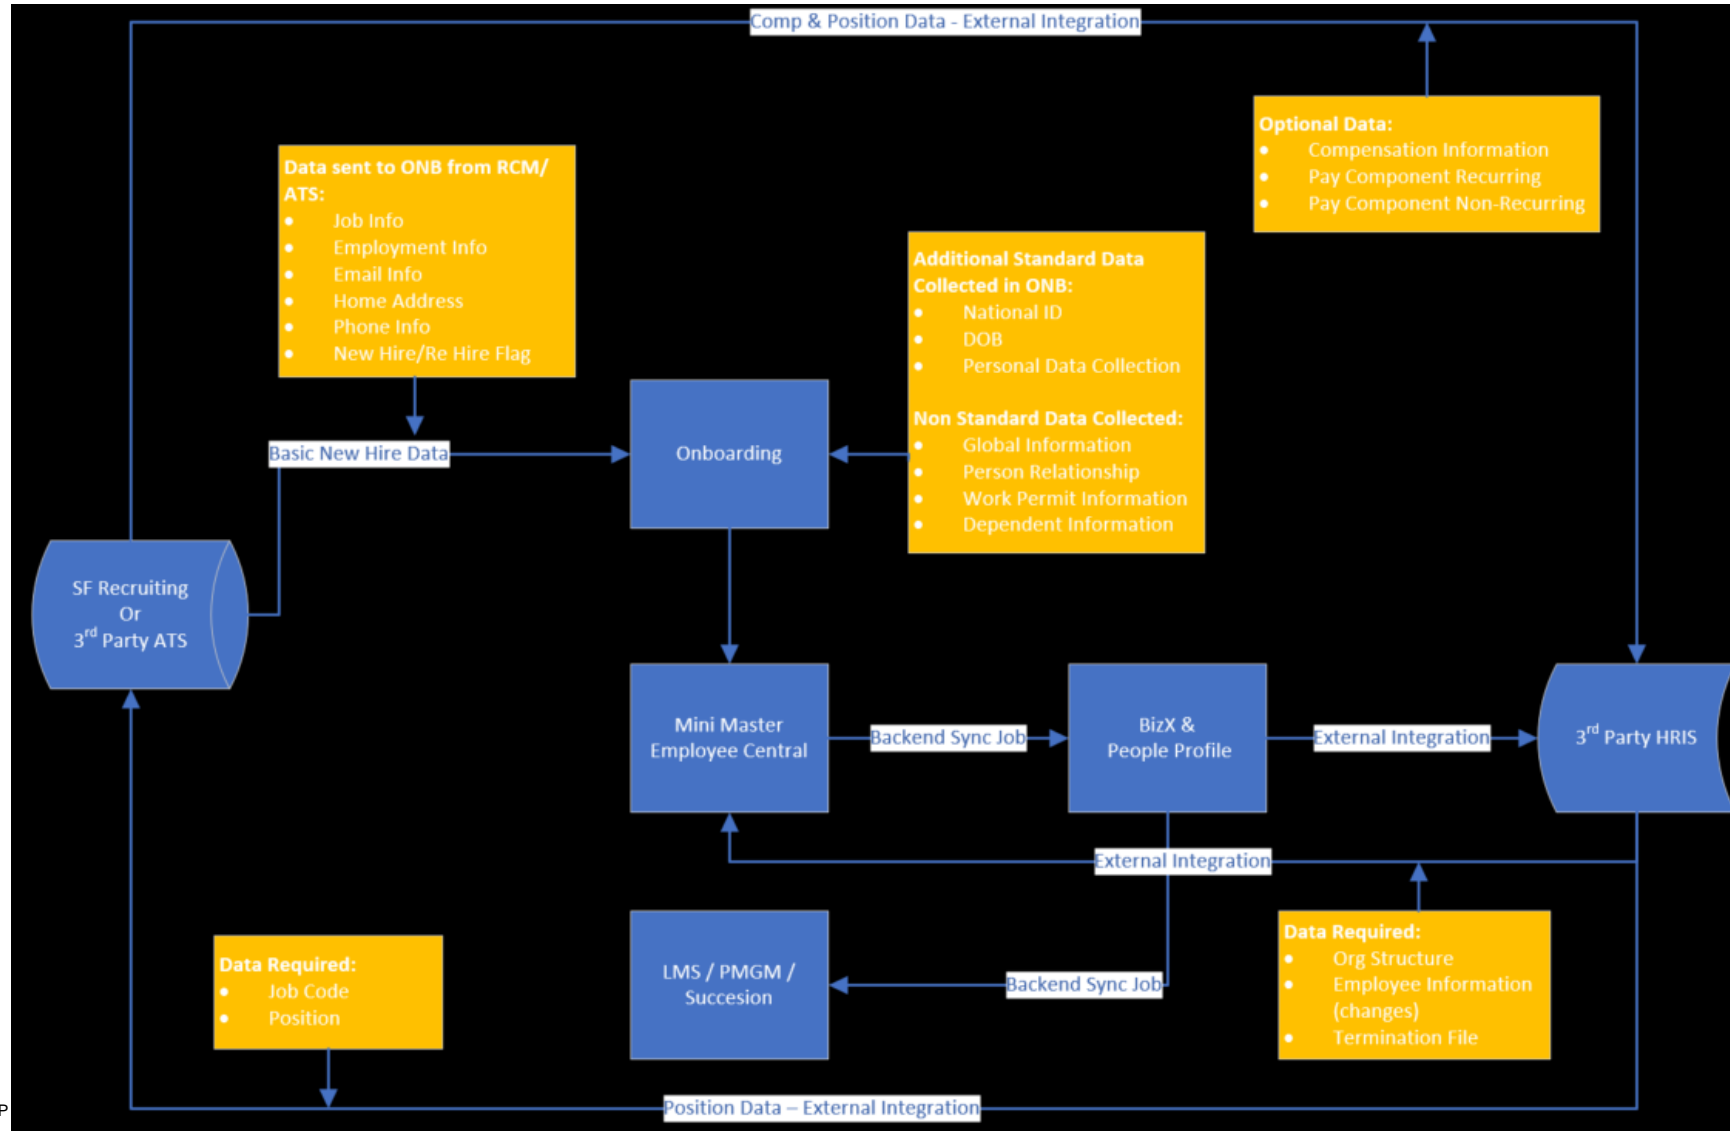 Comp & Position Data - External Integration
Optional Data:
• Compensation Information
• Pay Component Recurring
• Pay Component Non-Recurring
Data sent to ONB from RCM/
ATS:
• Job Info
• Employment Info
• Email Info
• Home Address
• Phone Info
• New Hire/Re Hire Flag
Additional Standard Data
Collected in ONB:
• National ID
• DOB
• Personal Data Collection
Non Standard Data Collected:
• Global Information
• Person Relationship
• Work Permit Information
• Dependent Information
Basic New Hire Data
Onboarding
SF Recruiting
Or
3rd Party ATS
Mini Master
Employee Central
Backend Sync Job
BizX &
People Profile
External Integration
3rd Party HRIS
External Integration
LMS / PMGM /
Succesion
Backend Sync Job
Data Required:
• Org Structure
• Employee Information
(changes)
• Termination File
Data Required:
• Job Code
• Position
Position Data – External Integration
P